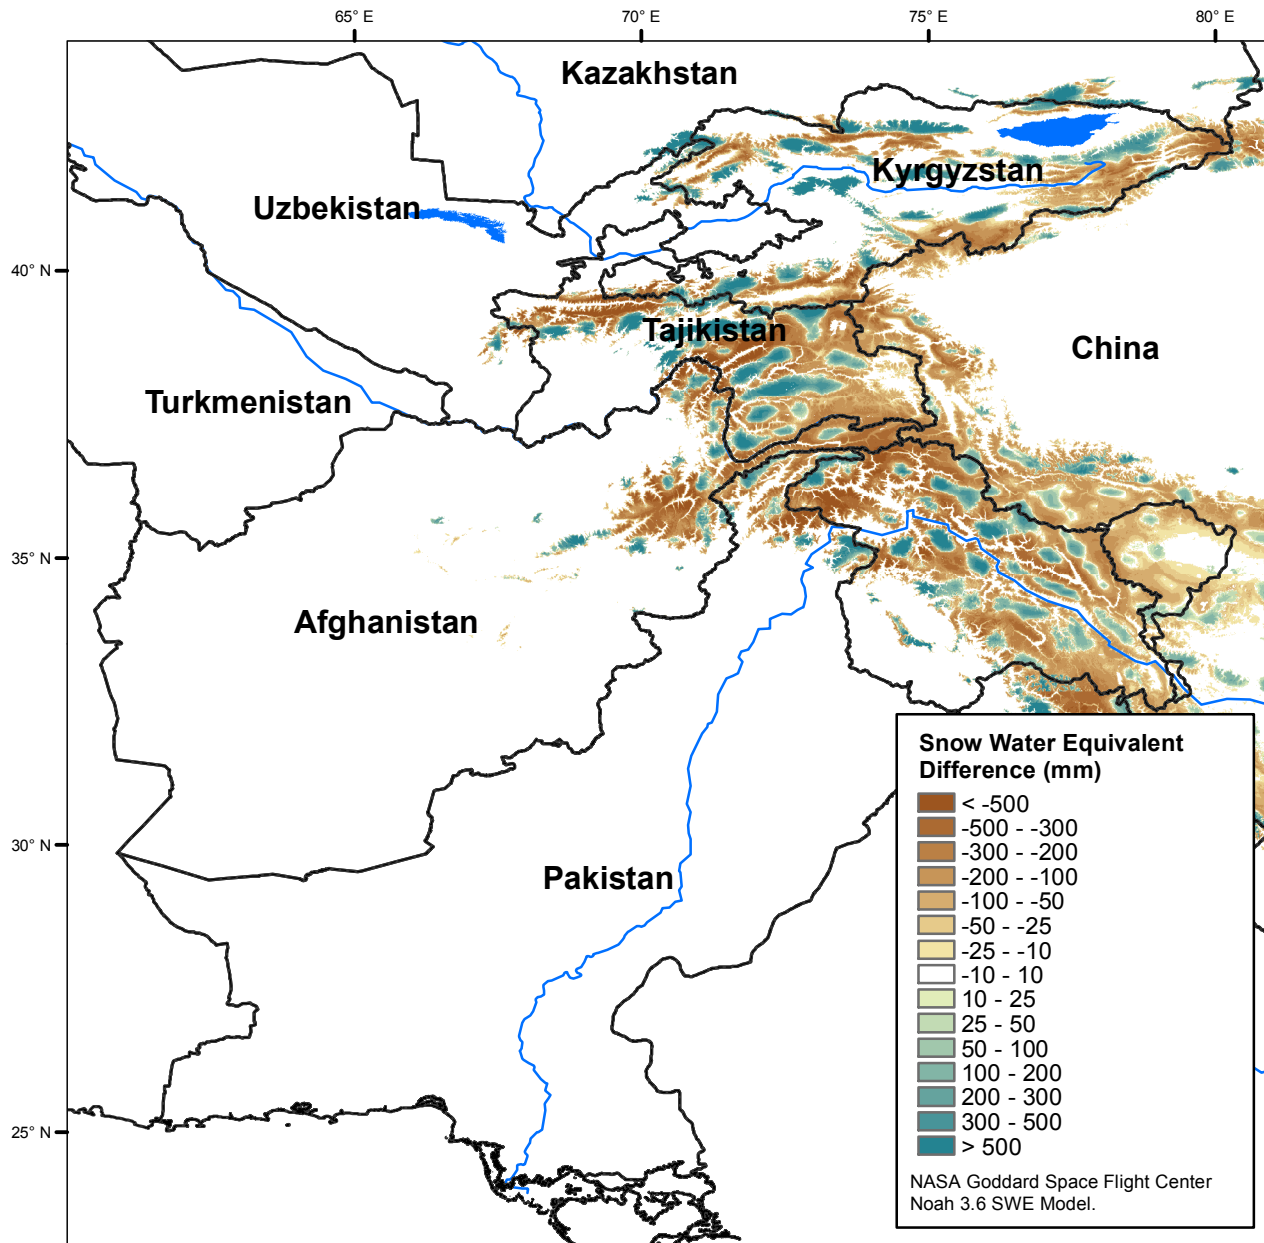 65° E 70° E 75° E 80° E
Kazakhstan
Kyrgyzstan
Uzbekistan
40° N
Tajikistan
China
Turkmenistan
35° N
Afghanistan
Snow Water Equivalent
Difference (mm)
< -500
-500 - -300
-300 - -200
-200 - -100
-100 - -50
-50 - -25
-25 - -10
-10 - 10
10 - 25
25 - 50
50 - 100
100 - 200
200 - 300
300 - 500
> 500
NASA Goddard Space Flight Center
Noah 3.6 SWE Model.
30° N
Pakistan
25° N